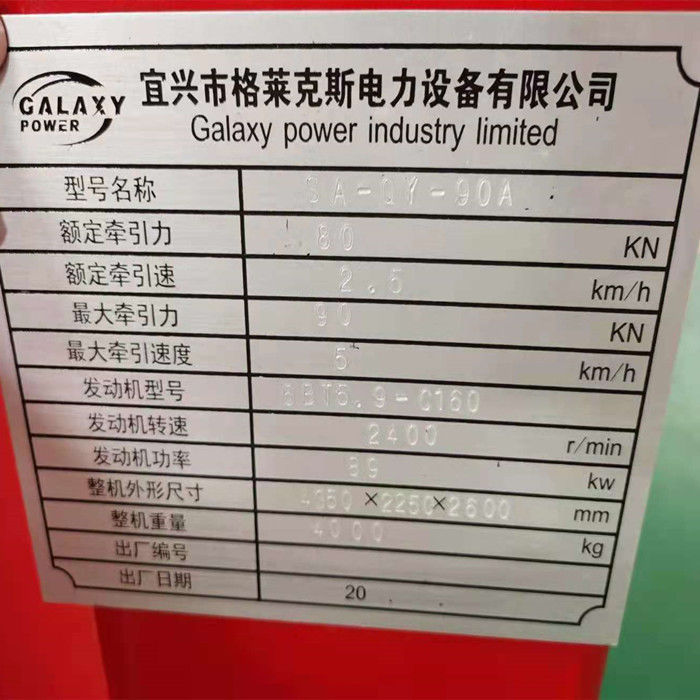 GALAXY
POWER
宜兴市格莱克斯电力设备有限公司
Galaxy power industry limited
型号名称 SA-QY-90A
额定牵引力 80 KN
额定牵引速 2.5 km/h
最大牵引力 90 KN
最大牵引速度 5 km/h
发动机型号 6BT5.9-C160
发动机转速 2400 r/min
发动机功率 89 kw
整机外形尺寸 4350×2250×2600 mm
整机重量 4000 kg
出厂编号
出厂日期 20